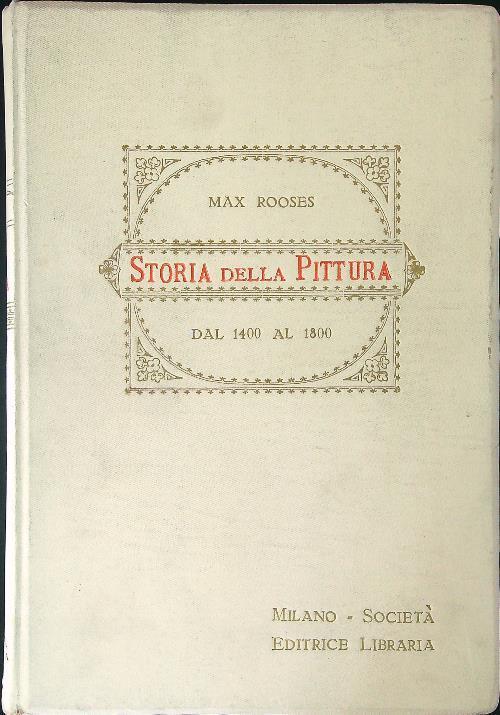 MAX ROOSES
STORIA DELLA PITTURA
DAL 1400 AL 1800
MILANO - SOCIETÀ
EDITRICE LIBRARIA